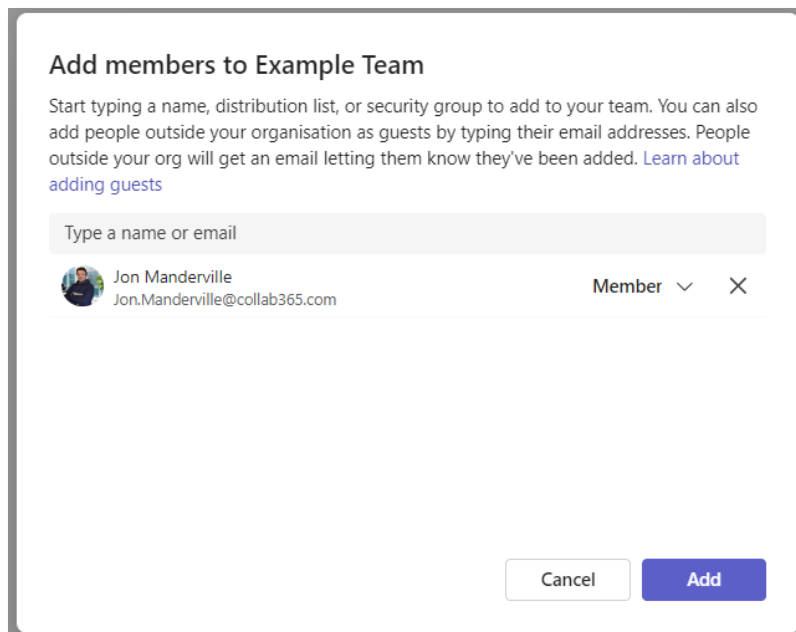 Add members to Example Team
Start typing a name, distribution list, or security group to add to your team. You can also
add people outside your organisation as guests by typing their email addresses. People
outside your org will get an email letting them know they've been added. Learn about
adding guests
Type a name or email
Jon Manderville
Member
Jon.Manderville@collab365.com
Cancel
Add